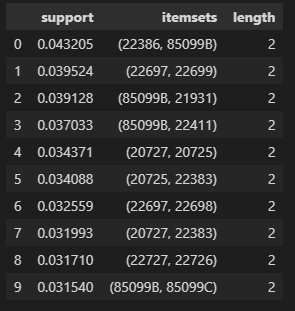 support itemsets length
0 0.043205 (22386, 85099B) 2
1 0.039524 (22697, 22699) 2
2 0.039128 (85099B, 21931) 2
3 0.037033 (85099B, 22411) 2
4 0.034371 (20727, 20725) 2
5 0.034088 (20725, 22383) 2
6 0.032559 (22697, 22698) 2
7 0.031993 (20727, 22383) 2
8 0.031710 (22727, 22726) 2
9 0.031540 (85099B, 85099C) 2